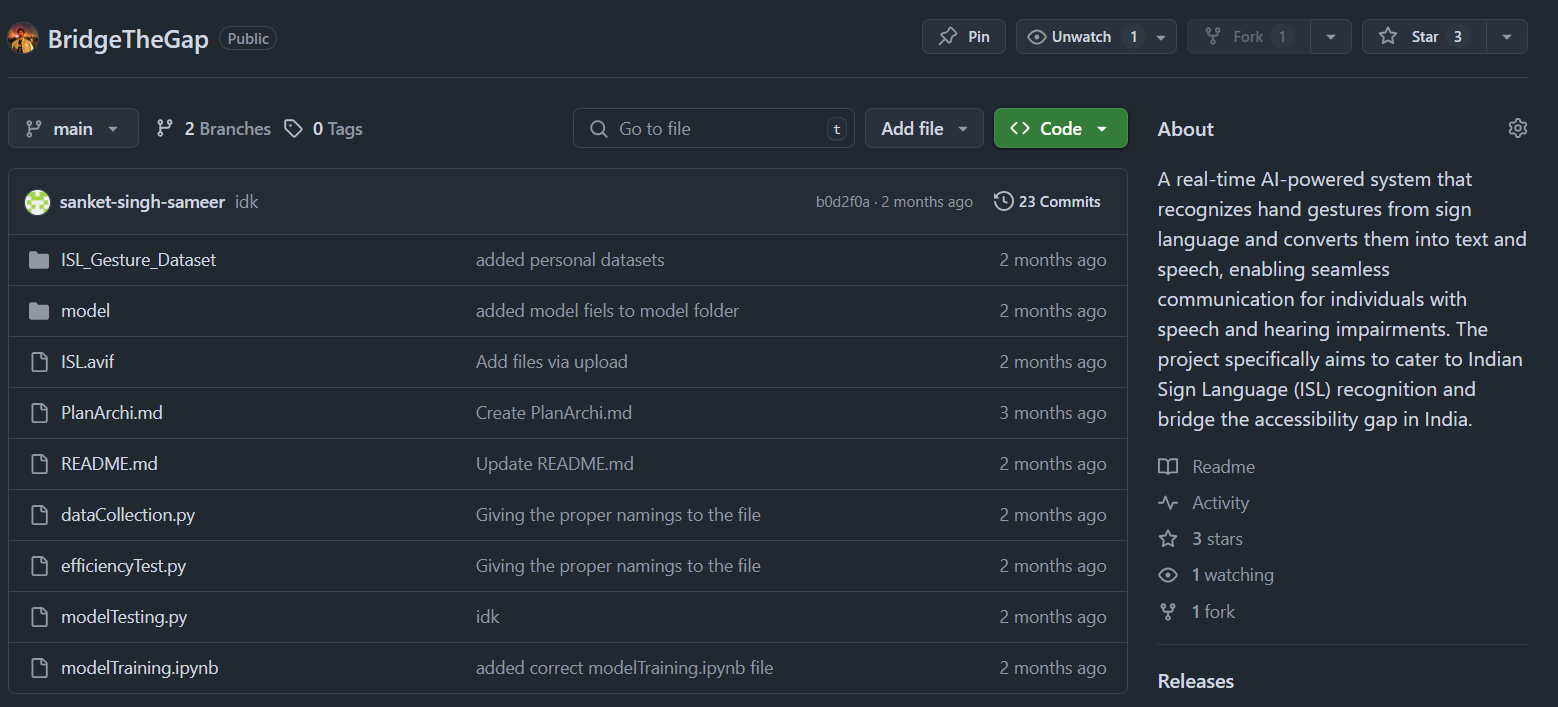 BridgeTheGap Public
Pin
Unwatch 1
Fork 1
Star 3
main
2 Branches
0 Tags
Go to file t
Add file
Code
sanket-singh-sameer idk b0d2f0a · 2 months ago 23 Commits
ISL_Gesture_Dataset added personal datasets 2 months ago
model added model fiels to model folder 2 months ago
ISL.avif Add files via upload 2 months ago
PlanArchi.md Create PlanArchi.md 3 months ago
README.md Update README.md 2 months ago
dataCollection.py Giving the proper namings to the file 2 months ago
efficiencyTest.py Giving the proper namings to the file 2 months ago
modelTesting.py idk 2 months ago
modelTraining.ipynb added correct modelTraining.ipynb file 2 months ago
About
A real-time AI-powered system that
recognizes hand gestures from sign
language and converts them into text and
speech, enabling seamless
communication for individuals with
speech and hearing impairments. The
project specifically aims to cater to Indian
Sign Language (ISL) recognition and
bridge the accessibility gap in India.
Readme
Activity
3 stars
1 watching
1 fork
Releases